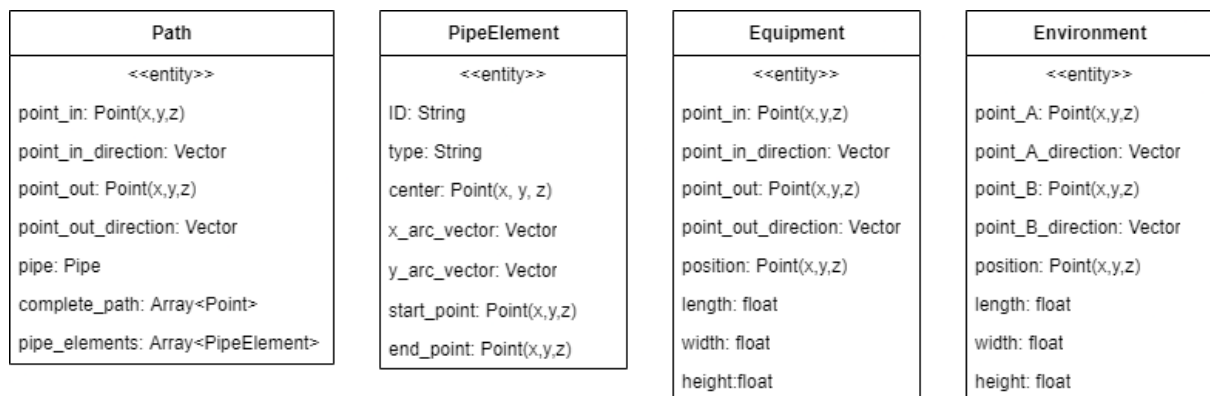 Path
<<entity>>
point_in: Point(x,y,z)
point_in_direction: Vector
point_out: Point(x,y,z)
point_out_direction: Vector
pipe: Pipe
complete_path: Array<Point>
pipe_elements: Array<PipeElement>
PipeElement
<<entity>>
ID: String
type: String
center: Point(x, y, z)
x_arc_vector: Vector
y_arc_vector: Vector
start_point: Point(x,y,z)
end_point: Point(x,y,z)
Equipment
<<entity>>
point_in: Point(x,y,z)
point_in_direction: Vector
point_out: Point(x,y,z)
point_out_direction: Vector
position: Point(x,y,z)
length: float
width: float
height:float
Environment
<<entity>>
point_A: Point(x,y,z)
point_A_direction: Vector
point_B: Point(x,y,z)
point_B_direction: Vector
position: Point(x,y,z)
length: float
width: float
height: float